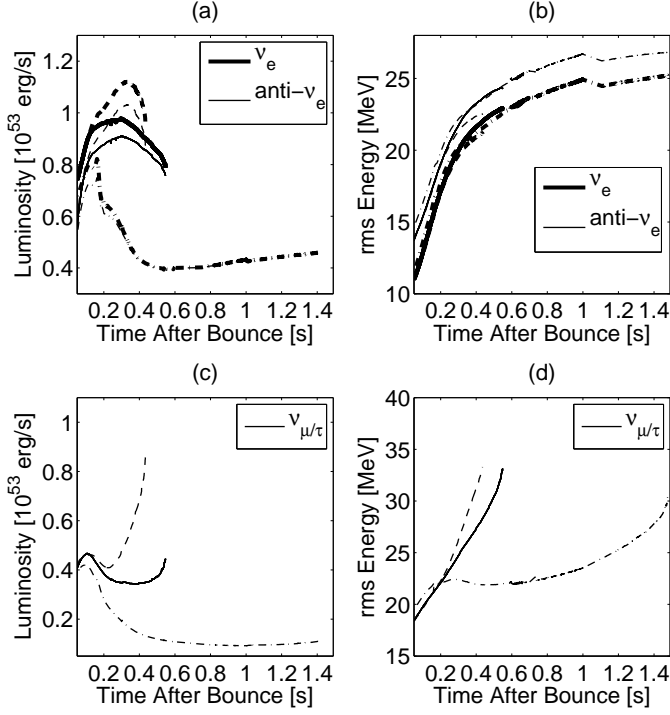 (a)
Luminosity [10^53 erg/s]
1.2
1
0.8
0.6
0.4
ν_e
anti−ν_e
0.2 0.4 0.6 0.8 1 1.2 1.4
Time After Bounce [s]
(b)
rms Energy [MeV]
25
20
15
10
ν_e
anti−ν_e
0.2 0.4 0.6 0.8 1 1.2 1.4
Time After Bounce [s]
(c)
Luminosity [10^53 erg/s]
1
0.8
0.6
0.4
0.2
ν_μ/τ
0.2 0.4 0.6 0.8 1 1.2 1.4
Time After Bounce [s]
(d)
rms Energy [MeV]
40
35
30
25
20
15
ν_μ/τ
0.2 0.4 0.6 0.8 1 1.2 1.4
Time After Bounce [s]